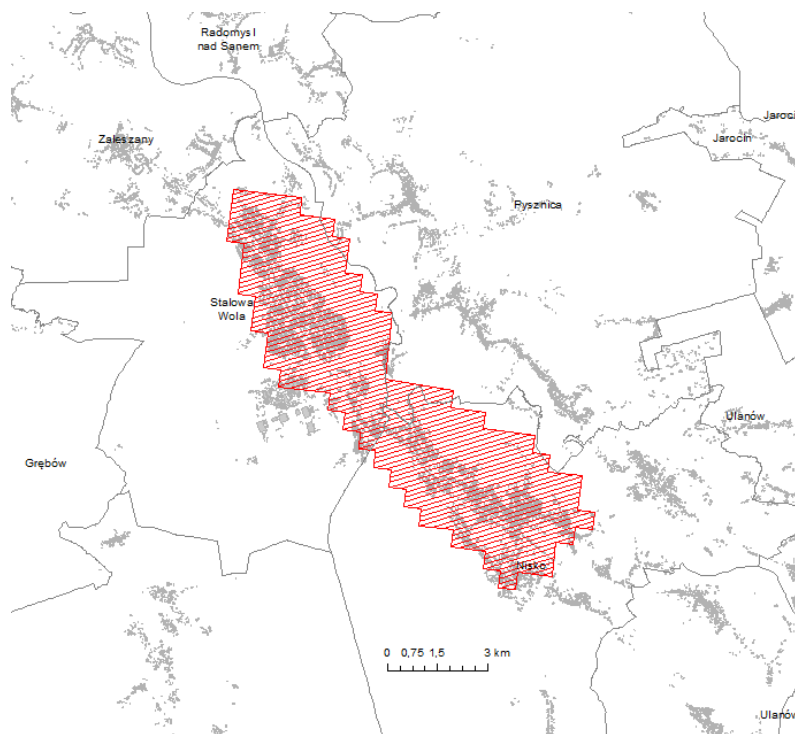 Radomysl
nad Sanem
Zaleszany
Jaroci
Jarocin
Pysznica
Stalowa
Wola
Ulanów
Grębów
Nisko
0 0,75 1,5 3 km
Ulanów